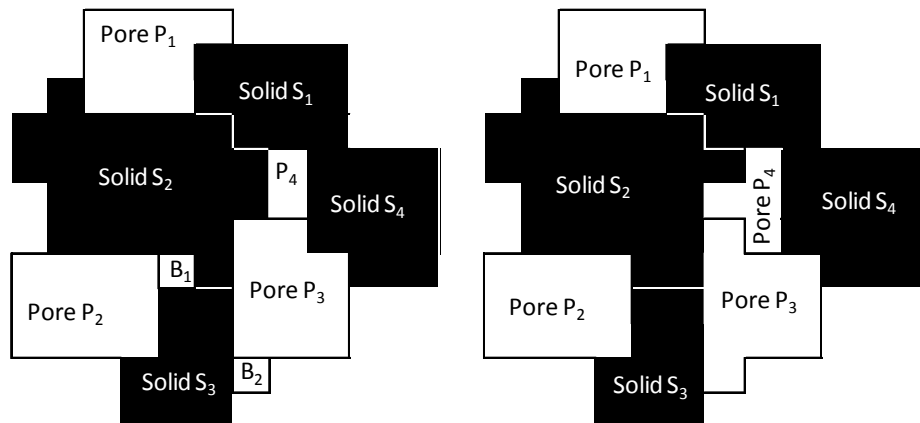 Pore P₁
Solid S₁
Solid S₂
P₄
Solid S₄
B₁
Pore P₂
Pore P₃
Solid S₃
B₂
Pore P₁
Solid S₁
Solid S₂
Pore P₄
Solid S₄
Pore P₂
Pore P₃
Solid S₃